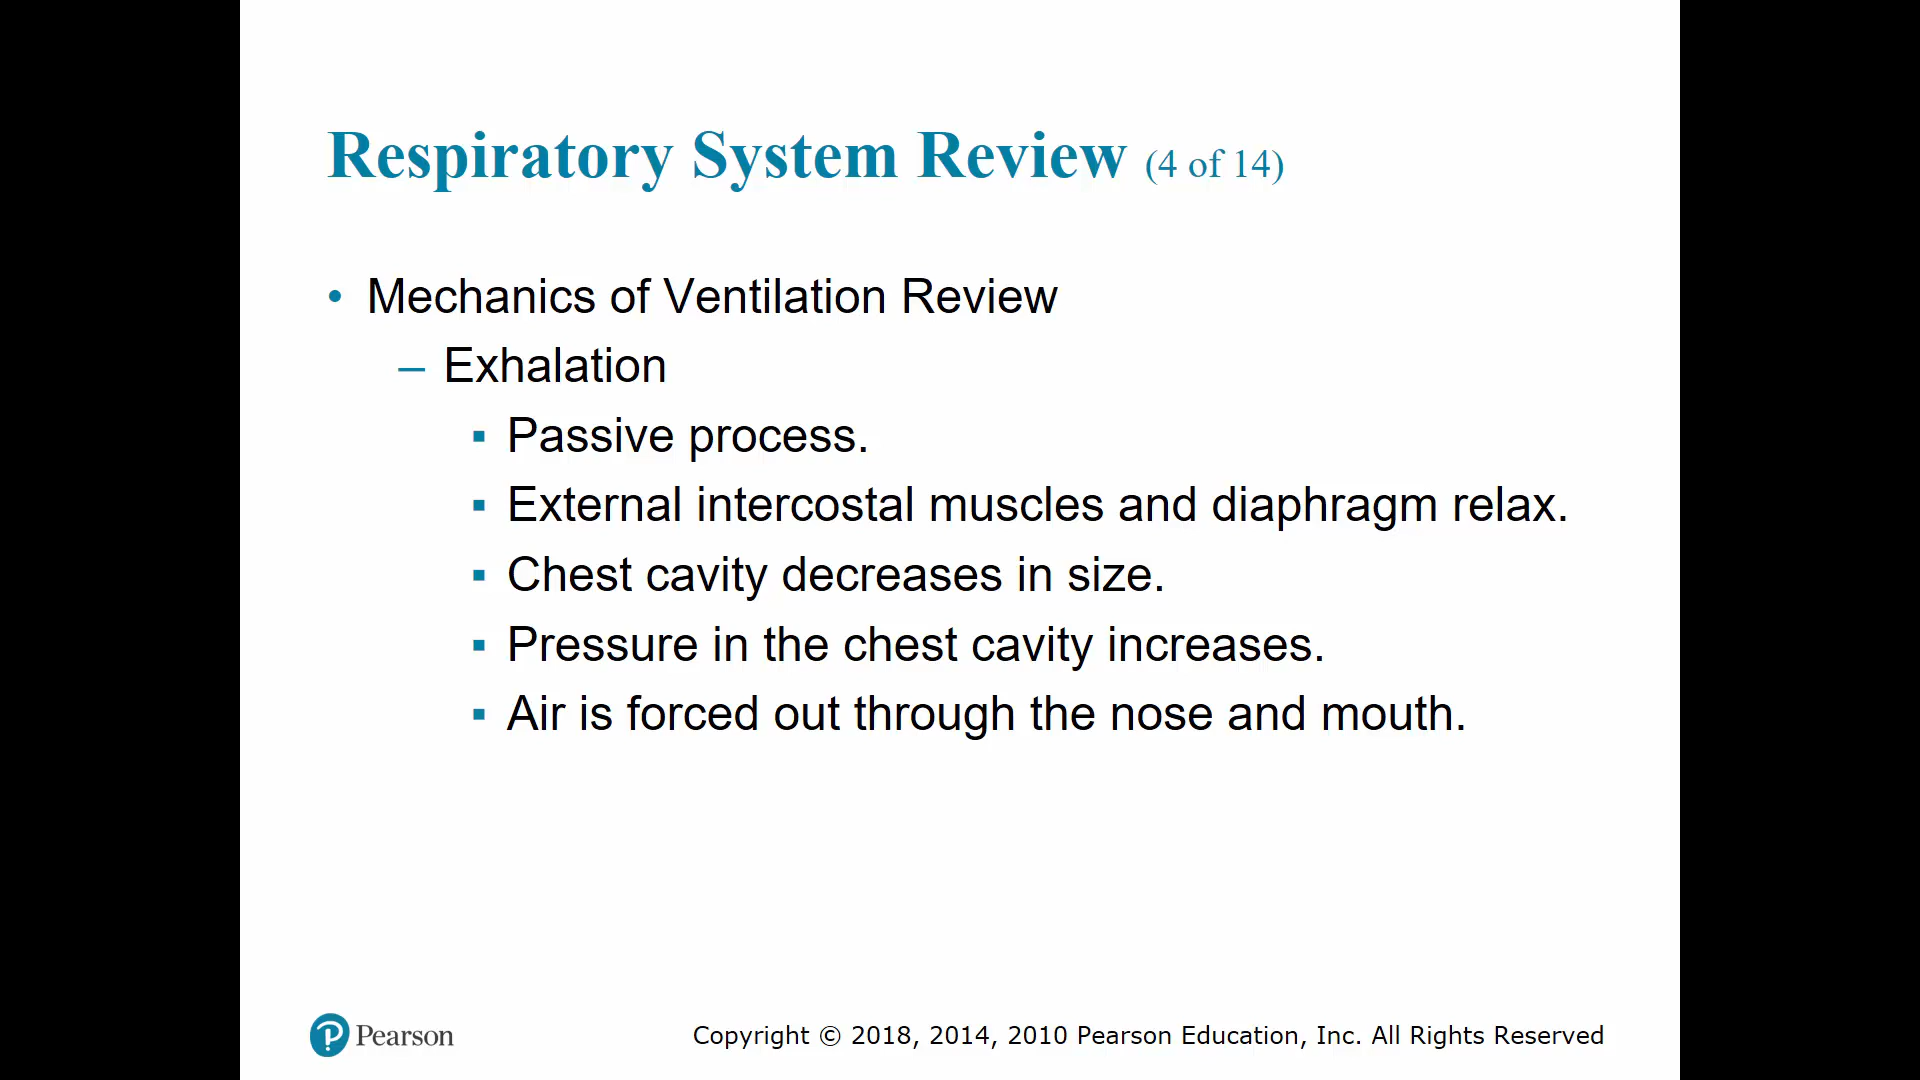 Respiratory System Review (4 of 14)
• Mechanics of Ventilation Review
– Exhalation
▪ Passive process.
▪ External intercostal muscles and diaphragm relax.
▪ Chest cavity decreases in size.
▪ Pressure in the chest cavity increases.
▪ Air is forced out through the nose and mouth.
Pearson
Copyright © 2018, 2014, 2010 Pearson Education, Inc. All Rights Reserved